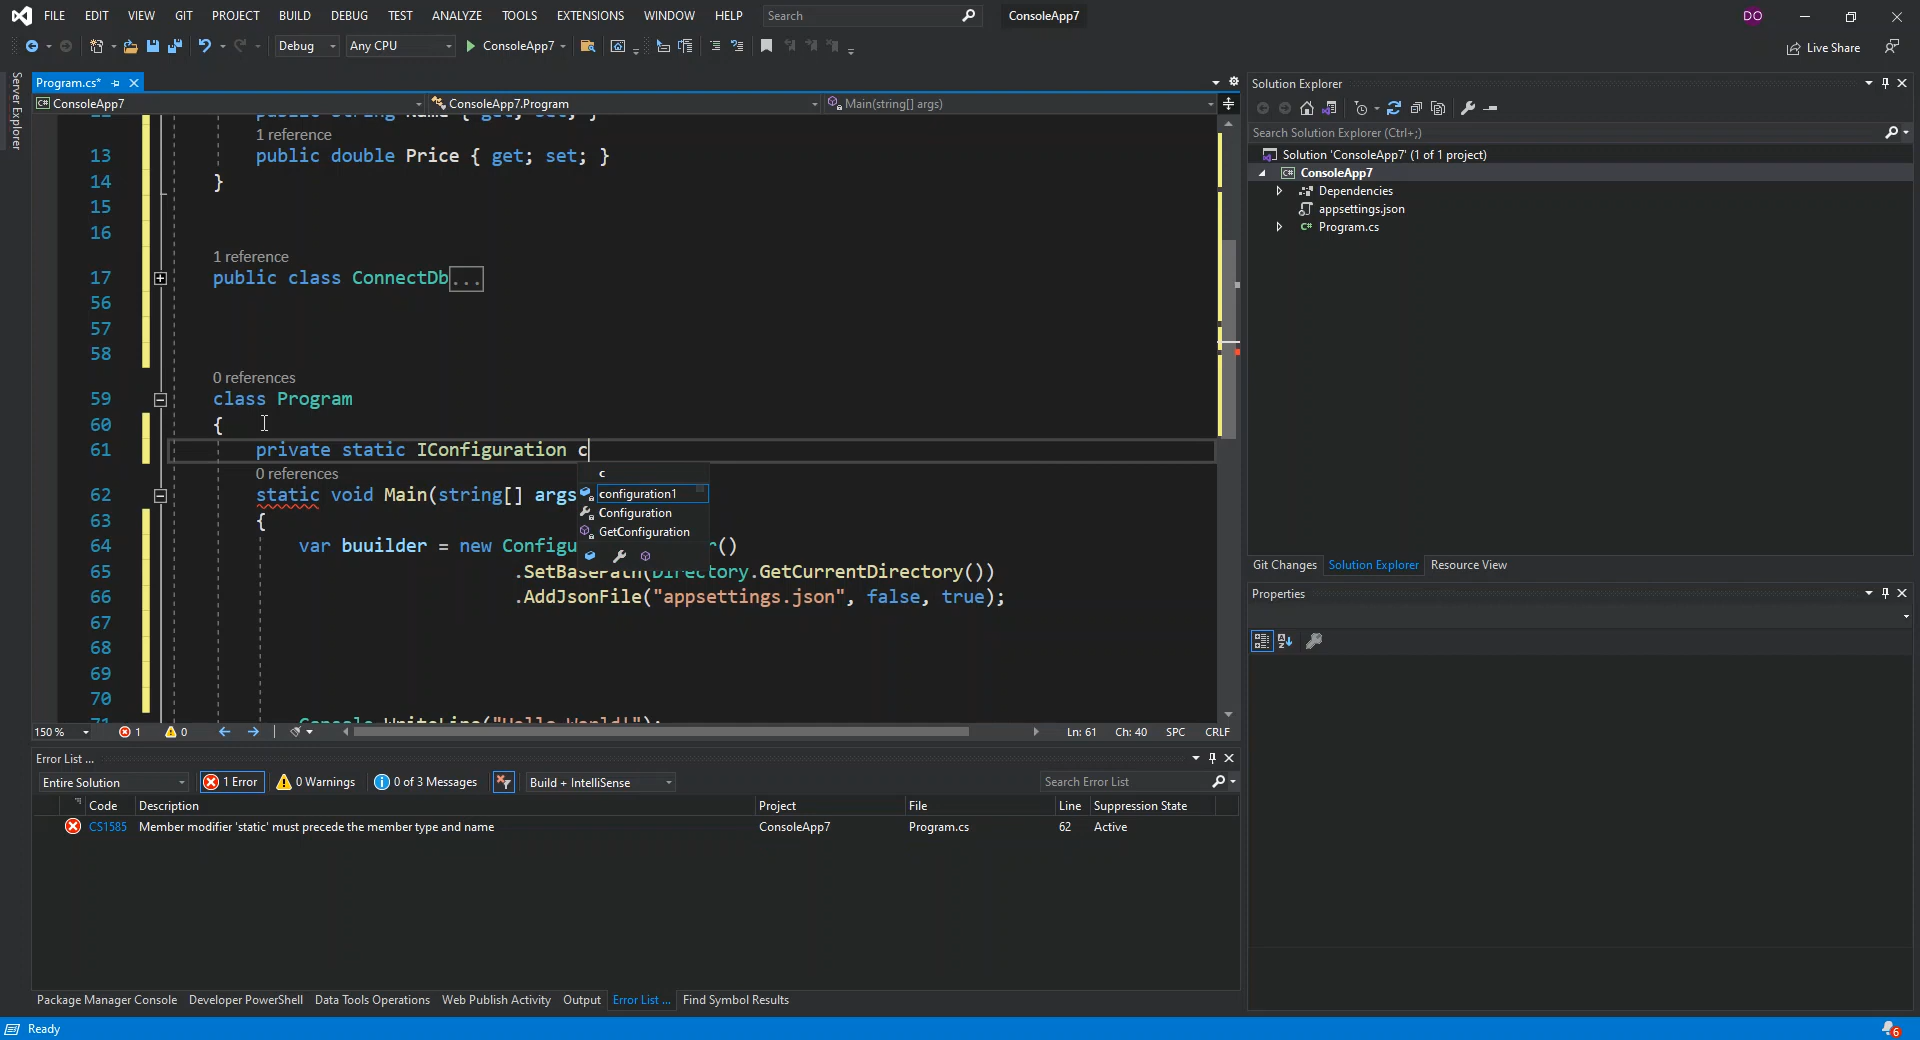 FILE EDIT VIEW GIT PROJECT BUILD DEBUG TEST ANALYZE TOOLS EXTENSIONS WINDOW HELP Search ConsoleApp7 DO
Debug Any CPU ConsoleApp7 Live Share
Server Explorer
Program.cs*
ConsoleApp7 ConsoleApp7.Program Main(string[] args)
1 reference
13 public double Price { get; set; }
14 }
15
16
1 reference
17 public class ConnectDb...
56
57
58
0 references
59 class Program
60 {
61 private static IConfiguration c
0 references
62 static void Main(string[] args
63 {
64 var buuilder = new Configu r()
65 .SetBasePath(Directory.GetCurrentDirectory())
66 .AddJsonFile("appsettings.json", false, true);
67
68
69
70
71 Console.WriteLine("Hello World!");
c
configuration1
Configuration
GetConfiguration
150 % 1 0 Ln: 61 Ch: 40 SPC CRLF
Error List ...
Entire Solution 1 Error 0 Warnings 0 of 3 Messages Build + IntelliSense Search Error List
Code Description Project File Line Suppression State
CS1585 Member modifier 'static' must precede the member type and name ConsoleApp7 Program.cs 62 Active
Package Manager Console Developer PowerShell Data Tools Operations Web Publish Activity Output Error List ... Find Symbol Results
Solution Explorer
Search Solution Explorer (Ctrl+;)
Solution 'ConsoleApp7' (1 of 1 project)
ConsoleApp7
Dependencies
appsettings.json
C# Program.cs
Git Changes Solution Explorer Resource View
Properties
Ready 6